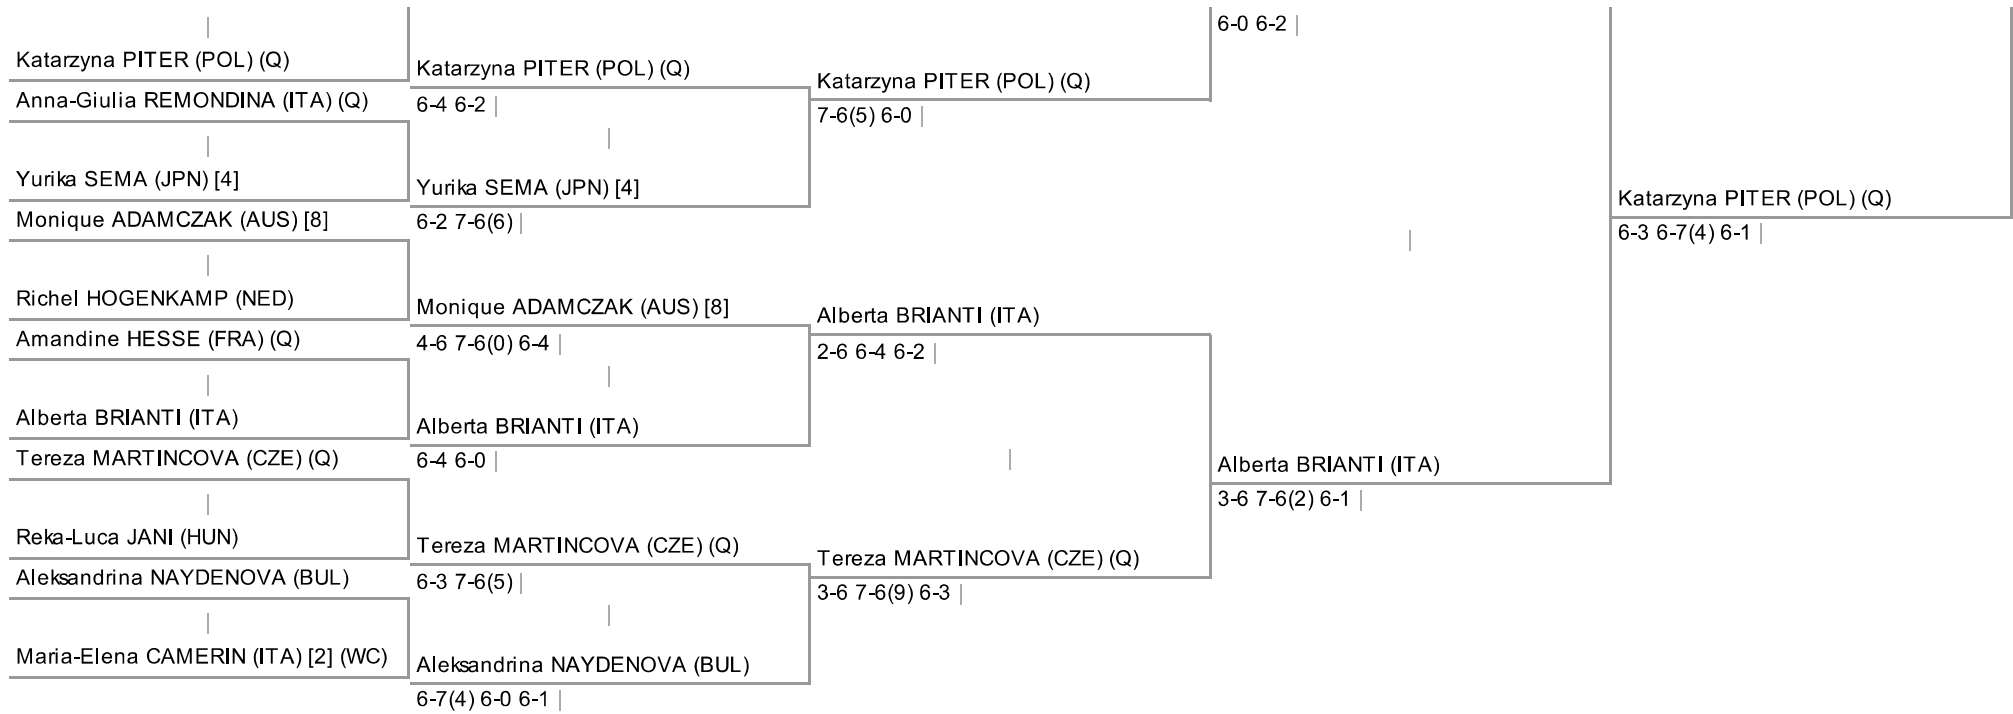 6-0 6-2
Katarzyna PITER (POL) (Q)
Katarzyna PITER (POL) (Q)
Katarzyna PITER (POL) (Q)
Anna-Giulia REMONDINA (ITA) (Q)
6-4 6-2
7-6(5) 6-0
Yurika SEMA (JPN) [4]
Yurika SEMA (JPN) [4]
Katarzyna PITER (POL) (Q)
Monique ADAMCZAK (AUS) [8]
6-2 7-6(6)
6-3 6-7(4) 6-1
Richel HOGENKAMP (NED)
Monique ADAMCZAK (AUS) [8]
Alberta BRIANTI (ITA)
Amandine HESSE (FRA) (Q)
4-6 7-6(0) 6-4
2-6 6-4 6-2
Alberta BRIANTI (ITA)
Alberta BRIANTI (ITA)
Tereza MARTINCOVA (CZE) (Q)
6-4 6-0
Alberta BRIANTI (ITA)
3-6 7-6(2) 6-1
Reka-Luca JANI (HUN)
Tereza MARTINCOVA (CZE) (Q)
Tereza MARTINCOVA (CZE) (Q)
Aleksandrina NAYDENOVA (BUL)
6-3 7-6(5)
3-6 7-6(9) 6-3
Maria-Elena CAMERIN (ITA) [2] (WC)
Aleksandrina NAYDENOVA (BUL)
6-7(4) 6-0 6-1